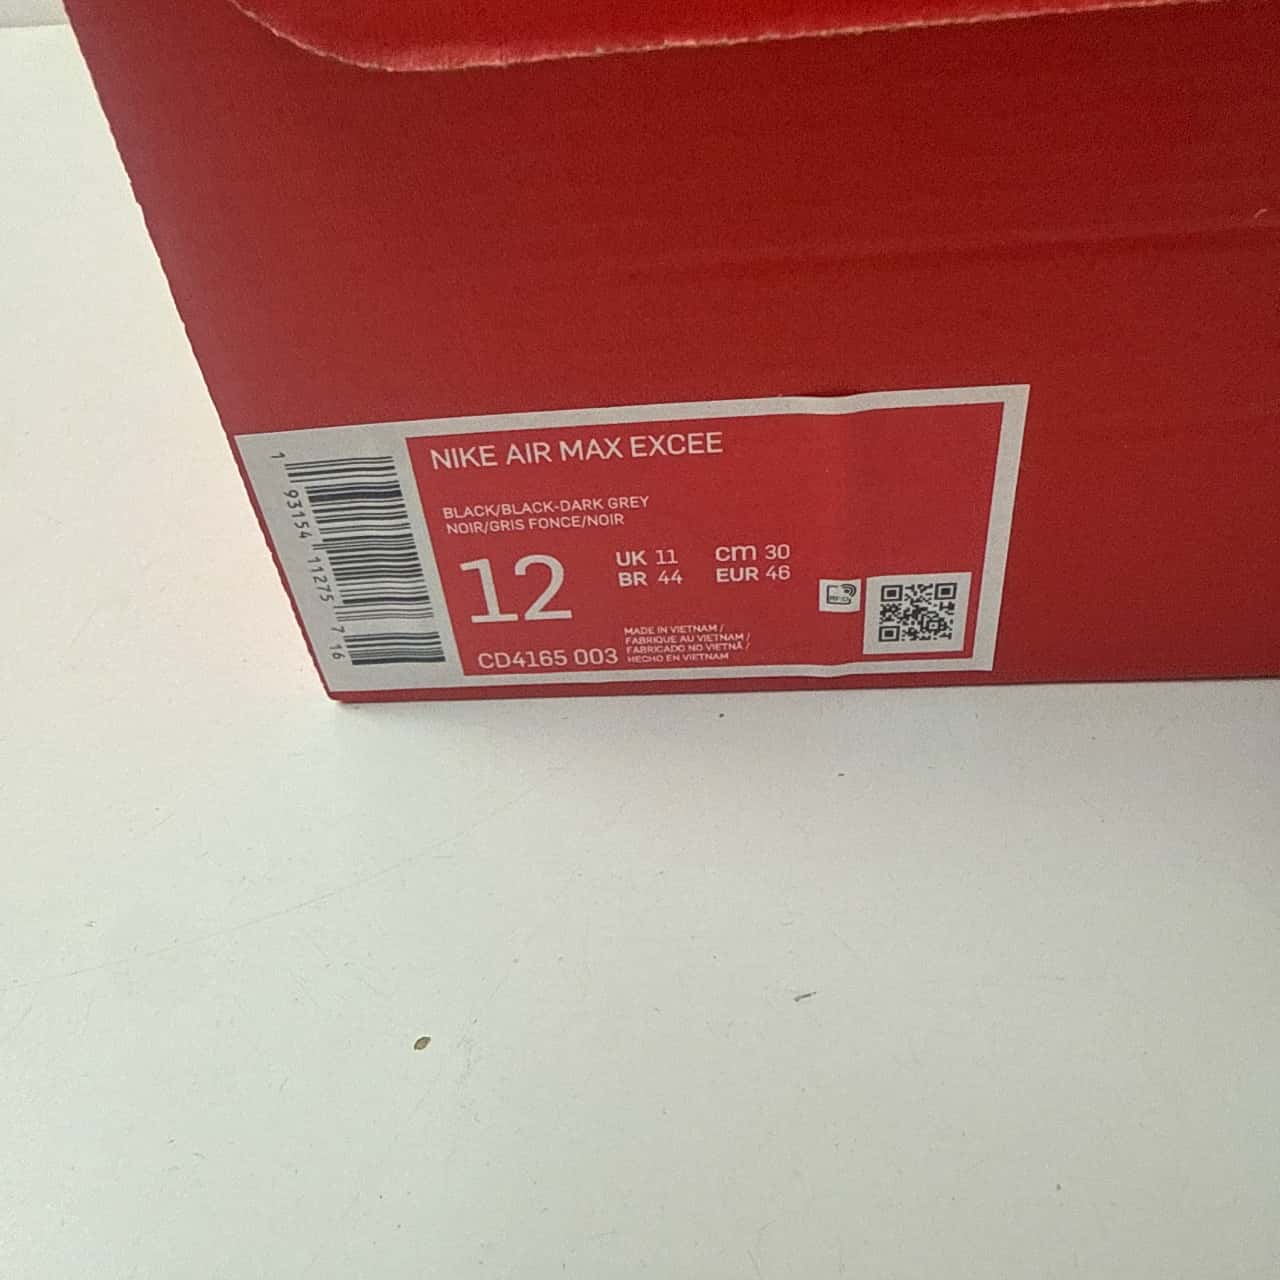 NIKE AIR MAX EXCEE
BLACK/BLACK-DARK GREY
NOIR/GRIS FONCE/NOIR
12
UK 11 cm 30
BR 44 EUR 46
CD4165 003
MADE IN VIETNAM /
FABRIQUE AU VIETNAM /
FABRICADO NO VIETNÃ /
HECHO EN VIETNAM
RFID
1 93154 11275 7 16